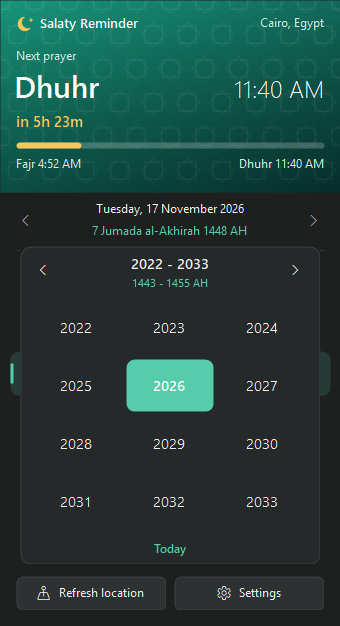 Salaty Reminder
Cairo, Egypt
Next prayer
Dhuhr
11:40 AM
in 5h 23m
Fajr 4:52 AM
Dhuhr 11:40 AM
Tuesday, 17 November 2026
7 Jumada al-Akhirah 1448 AH
2022 - 2033
1443 - 1455 AH
2022 2023 2024
2025 2026 2027
2028 2029 2030
2031 2032 2033
Today
Refresh location
Settings